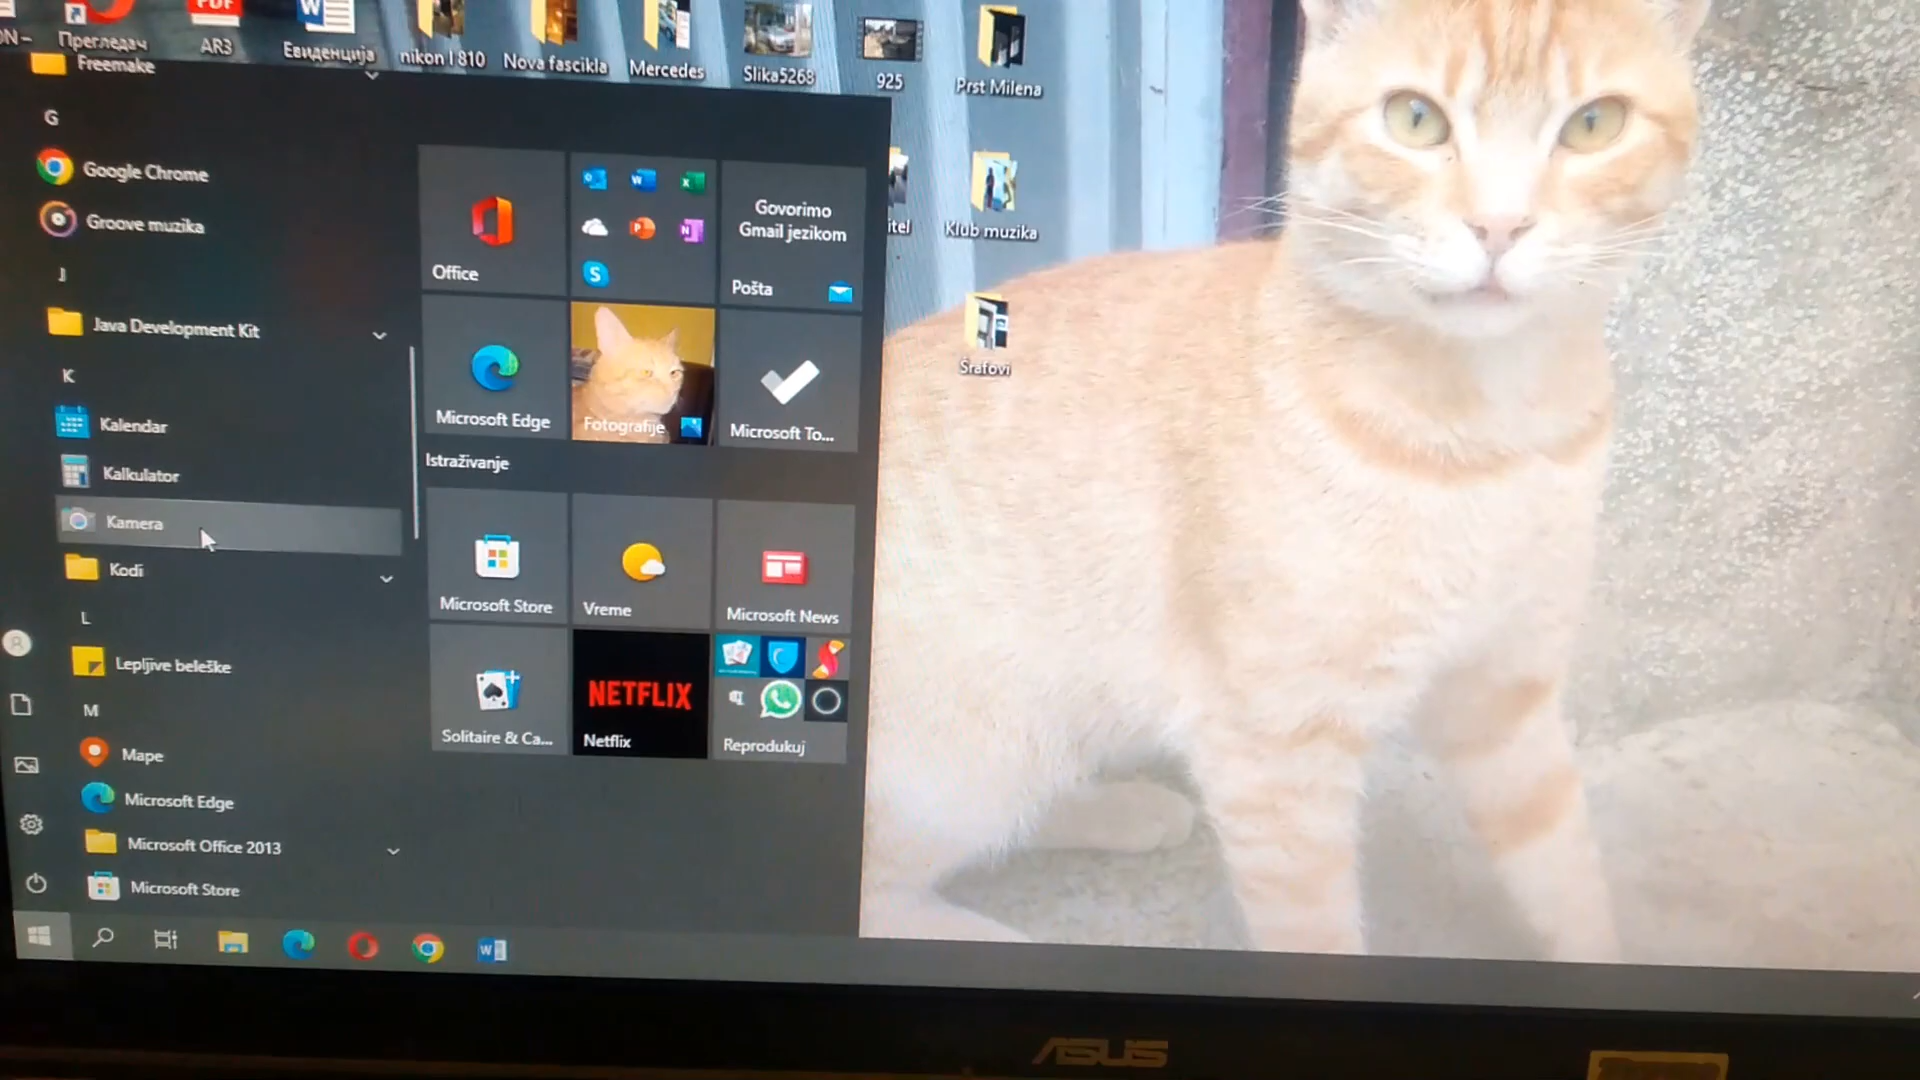 Прегледач
AR3
Евиденција
nikon l 810
Nova fascikla
Mercedes
Slika5268
925
Prst Milena
Klub muzika
Šrafovi
Freemake
G
Google Chrome
Groove muzika
J
Java Development Kit
K
Kalendar
Kalkulator
Kamera
Kodi
L
Lepljive beleške
M
Mape
Microsoft Edge
Microsoft Office 2013
Microsoft Store
Office
Govorimo
Gmail jezikom
Pošta
Microsoft Edge
Fotografije
Microsoft To...
Istraživanje
Microsoft Store
Vreme
Microsoft News
Solitaire & Ca...
NETFLIX
Netflix
Reprodukuj
ASUS